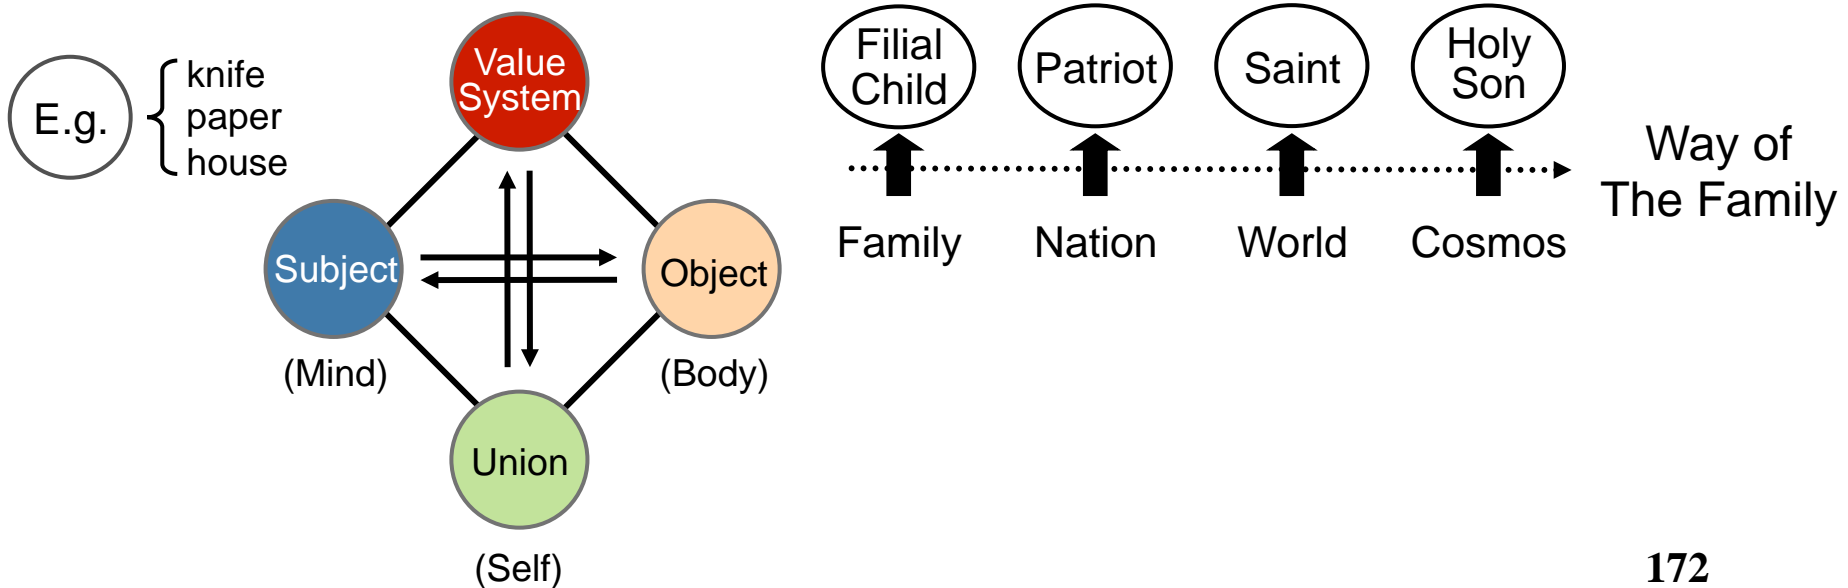 E.g.
knife
paper
house
Value
System
Subject
Object
(Mind)
(Body)
Union
(Self)
Filial
Child
Patriot
Saint
Holy
Son
Family
Nation
World
Cosmos
Way of
The Family
172